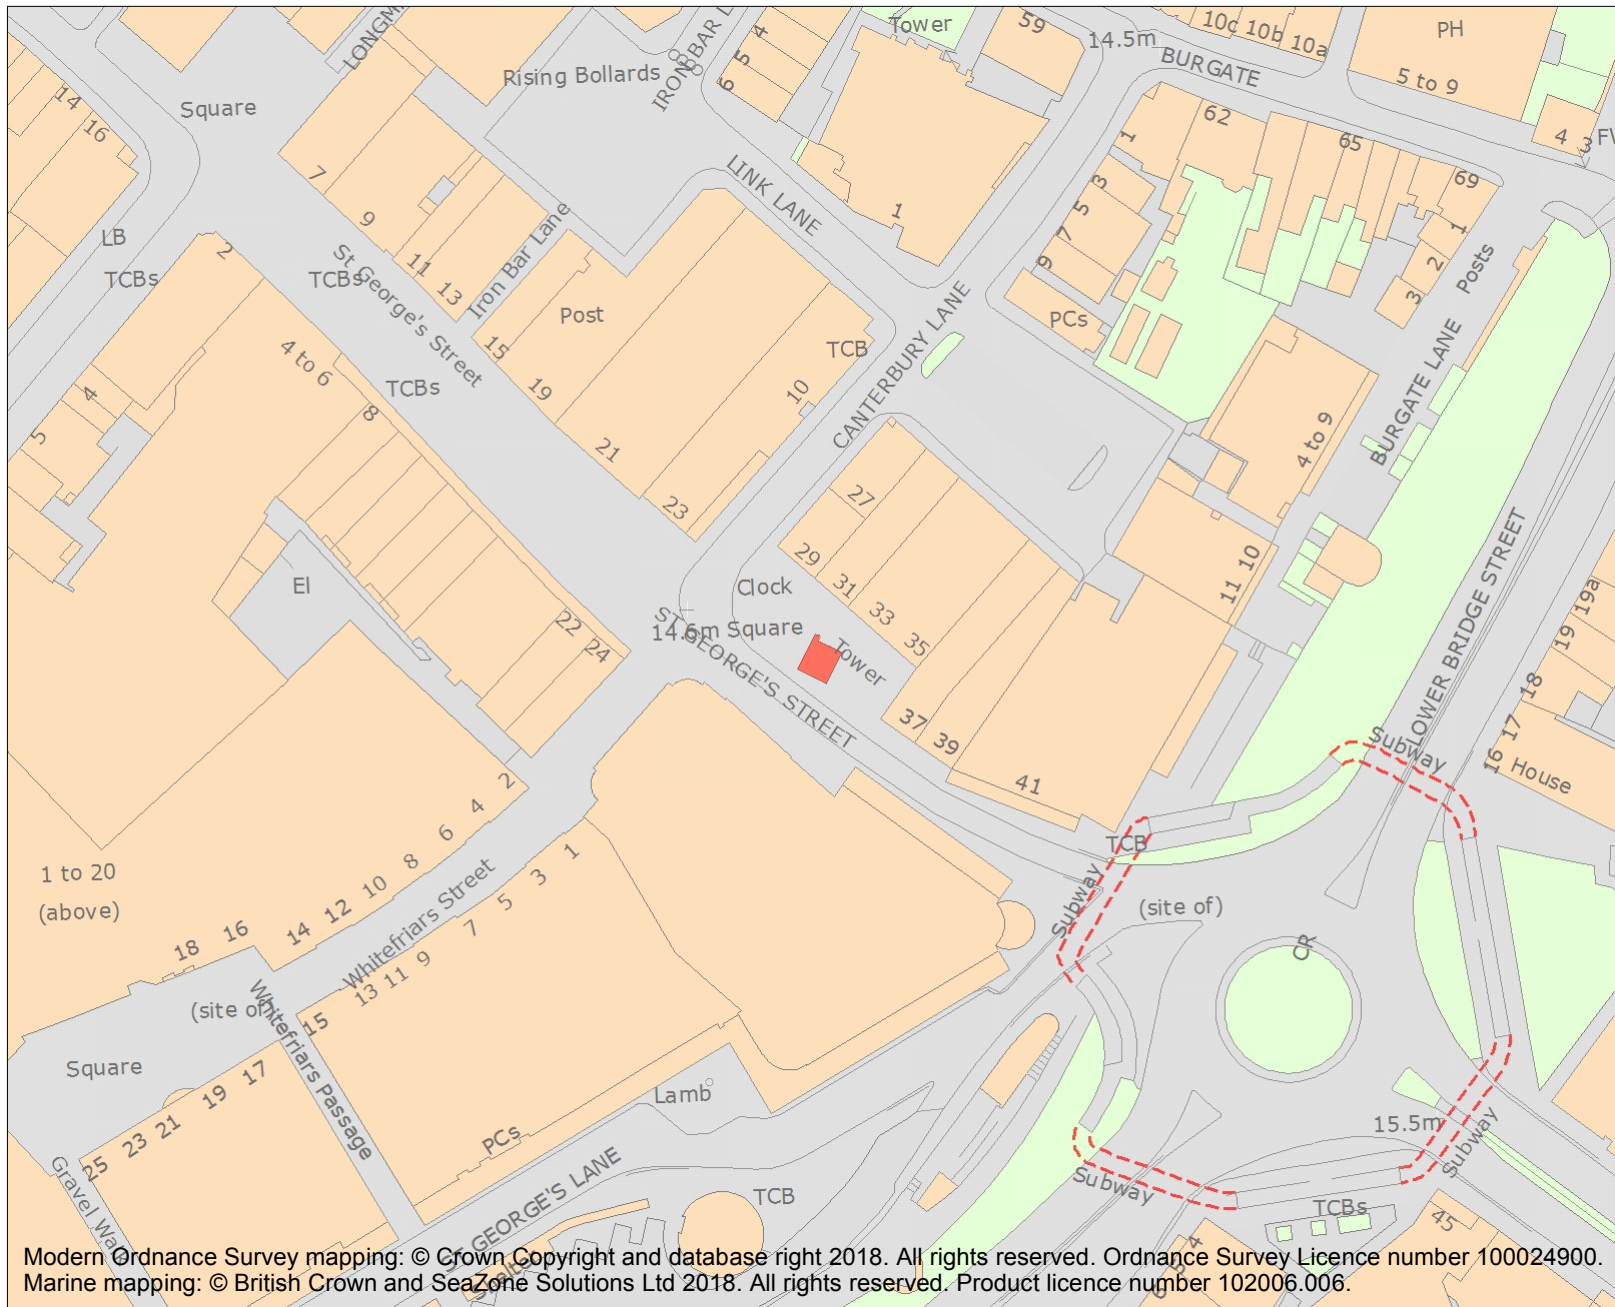 LONGM
Rising Bollards
IRON BAR L
4
5
6
Tower
59
14.5m
BURGATE
10c 10b 10a
PH
5 to 9
4
3
FW
14
16
Square
7
9
11
13
LINK LANE
1
1
3
5
7
9
62
65
69
1
2
3
Posts
LB
TCBs
2
TCBs
St George's Street
Iron Bar Lane
Post
15
19
21
23
TCB
10
CANTERBURY LANE
PCs
BURGATE LANE
4 to 9
4 to 6
TCBs
8
4
5
27
29
31
33
35
37
39
41
11 10
LOWER BRIDGE STREET
19a
19
18
17
16
House
El
22
24
Clock
Tower
14.6m
Square
ST GEORGE'S STREET
Subway
TCB
Subway
(site of)
CR
2
4
6
8
10
12
14
16
18
1 to 20
(above)
Whitefriars Street
1
3
5
7
9
11
13
15
(site of)
Whitefriars Passage
Square
17
19
21
23
25
Gravel Wal
PCs
Lamb
ST GEORGE'S LANE
TCB
Shelter
Subway
15.5m
Subway
TCBs
45
4
Modern Ordnance Survey mapping: © Crown Copyright and database right 2018. All rights reserved. Ordnance Survey Licence number 100024900.
Marine mapping: © British Crown and SeaZone Solutions Ltd 2018. All rights reserved. Product licence number 102006.006.